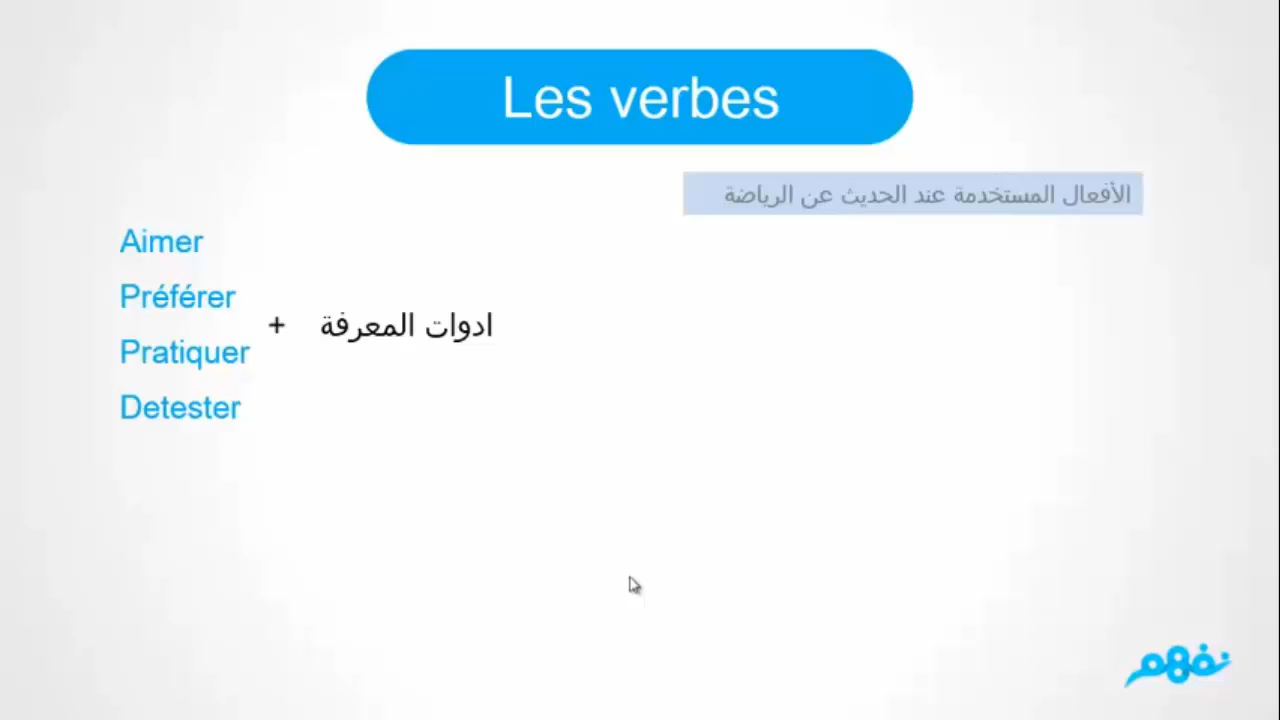 Les verbes
الأفعال المستخدمة عند الحديث عن الرياضة
Aimer
Préférer
+ ادوات المعرفة
Pratiquer
Detester
نفهم